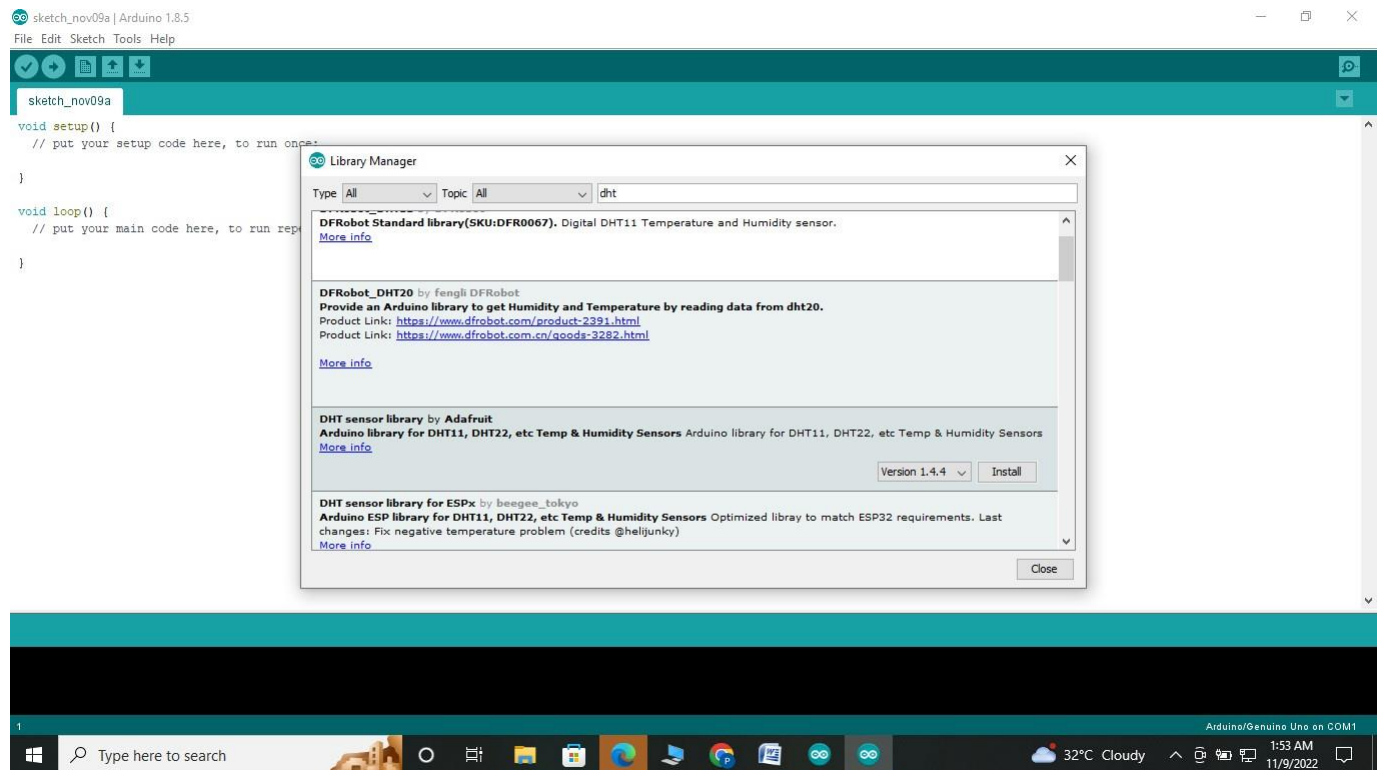 sketch_nov09a | Arduino 1.8.5
File Edit Sketch Tools Help
sketch_nov09a
void setup() {
// put your setup code here, to run once:
}
void loop() {
// put your main code here, to run rep
}
Library Manager
Type All Topic All dht
DFRobot Standard library(SKU:DFR0067). Digital DHT11 Temperature and Humidity sensor.
More info
DFRobot_DHT20 by fengli DFRobot
Provide an Arduino library to get Humidity and Temperature by reading data from dht20.
Product Link: https://www.dfrobot.com/product-2391.html
Product Link: https://www.dfrobot.com.cn/goods-3282.html
More info
DHT sensor library by Adafruit
Arduino library for DHT11, DHT22, etc Temp & Humidity Sensors Arduino library for DHT11, DHT22, etc Temp & Humidity Sensors
More info
Version 1.4.4 Install
DHT sensor library for ESPx by beegee_tokyo
Arduino ESP library for DHT11, DHT22, etc Temp & Humidity Sensors Optimized libray to match ESP32 requirements. Last
changes: Fix negative temperature problem (credits @helijunky)
More info
Close
1
Arduino/Genuino Uno on COM1
Type here to search
32°C Cloudy
1:53 AM
11/9/2022